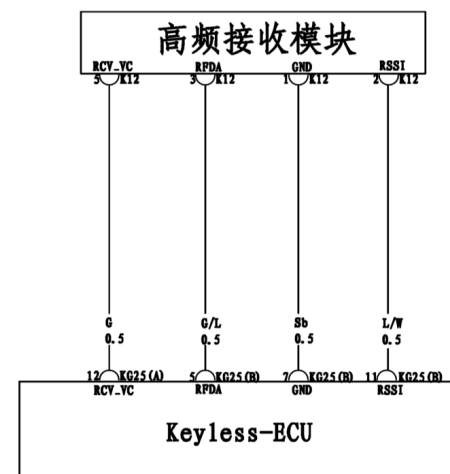 高频接收模块
RCV_VC RFDA GND RSSI
5 K12 3 K12 1 K12 2 K12
G G/L Sb L/W
0.5 0.5 0.5 0.5
12 KG25(A) 5 KG25(B) 7 KG25(B) 11 KG25(B)
RCV_VC RFDA GND RSSI
Keyless-ECU